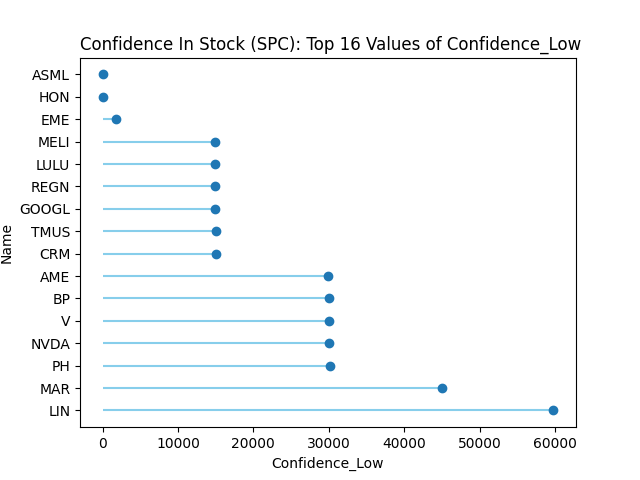 Confidence In Stock (SPC): Top 16 Values of Confidence_Low
ASML
HON
EME
MELI
LULU
REGN
GOOGL
TMUS
CRM
AME
BP
V
NVDA
PH
MAR
LIN
Name
0 10000 20000 30000 40000 50000 60000
Confidence_Low